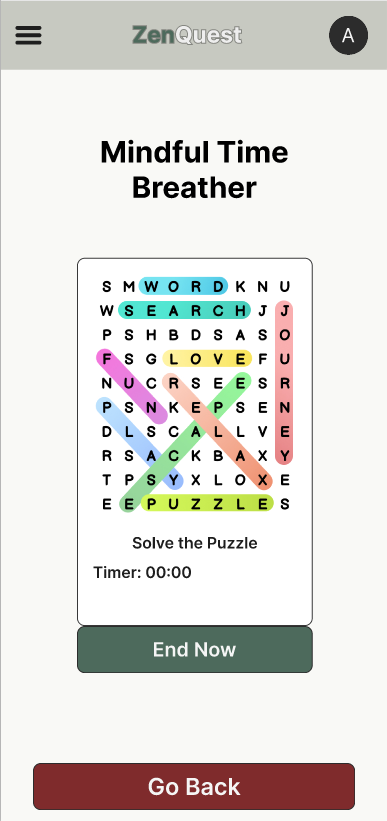 ZenQuest
A
Mindful Time
Breather
S M W O R D K N U
W S E A R C H J J
P S H B D S A S O
F S G L O V E F U
N U C R S E E S R
P S N K E P S E N
D L S C A L L V E
R S A C K B A X Y
T P S Y X L O X E
E E P U Z Z L E S
Solve the Puzzle
Timer: 00:00
End Now
Go Back